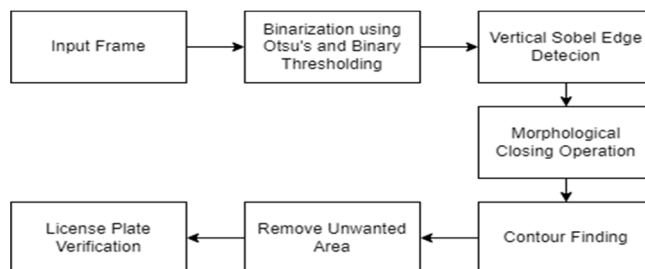 Input Frame
Binarization using
Otsu's and Binary
Thresholding
Vertical Sobel Edge
Detecion
Morphological
Closing Operation
Contour Finding
Remove Unwanted
Area
License Plate
Verification